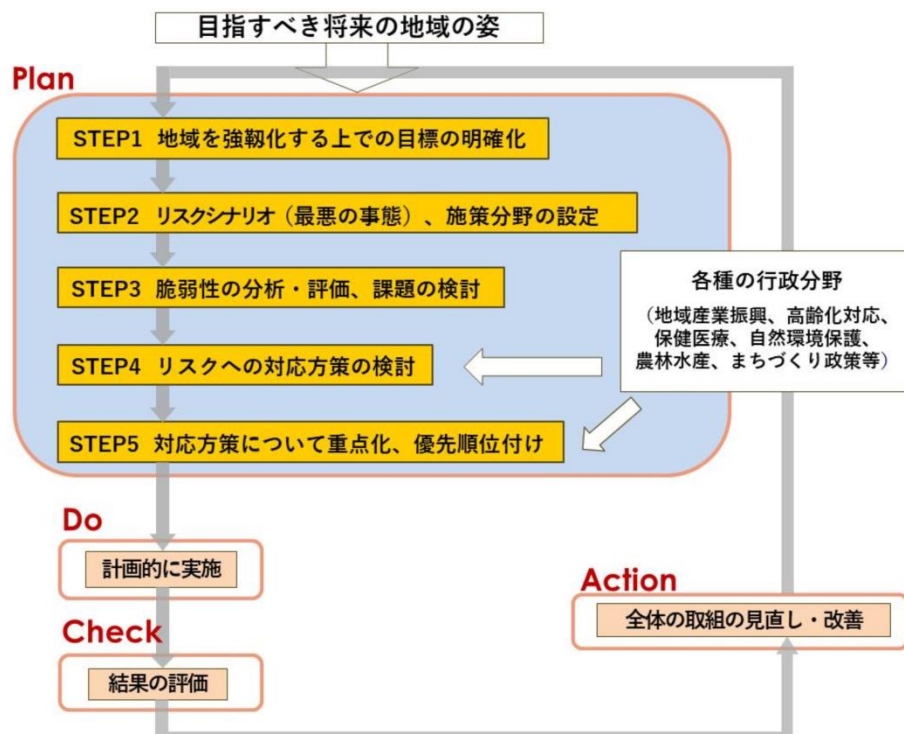 目指すべき将来の地域の姿
Plan
STEP1 地域を強靱化する上での目標の明確化
STEP2 リスクシナリオ（最悪の事態）、施策分野の設定
STEP3 脆弱性の分析・評価、課題の検討
STEP4 リスクへの対応方策の検討
STEP5 対応方策について重点化、優先順位付け
各種の行政分野
（地域産業振興、高齢化対応、
保健医療、自然環境保護、
農林水産、まちづくり政策等）
Do
計画的に実施
Check
結果の評価
Action
全体の取組の見直し・改善